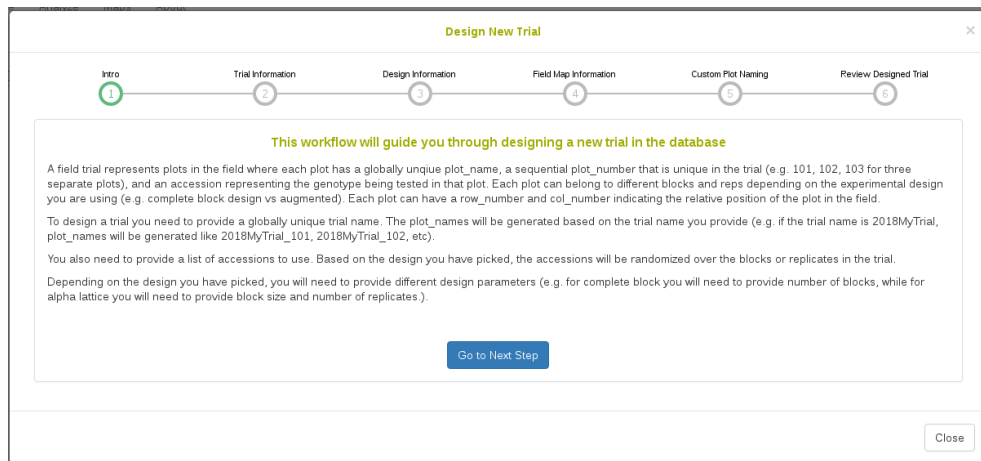 Analyze Maps About
Design New Trial
×
Intro
Trial Information
Design Information
Field Map Information
Custom Plot Naming
Review Designed Trial
1
2
3
4
5
6
This workflow will guide you through designing a new trial in the database
A field trial represents plots in the field where each plot has a globally unqiue plot_name, a sequential plot_number that is unique in the trial (e.g. 101, 102, 103 for three
separate plots), and an accession representing the genotype being tested in that plot. Each plot can belong to different blocks and reps depending on the experimental design
you are using (e.g. complete block design vs augmented). Each plot can have a row_number and col_number indicating the relative position of the plot in the field.
To design a trial you need to provide a globally unique trial name. The plot_names will be generated based on the trial name you provide (e.g. if the trial name is 2018MyTrial,
plot_names will be generated like 2018MyTrial_101, 2018MyTrial_102, etc).
You also need to provide a list of accessions to use. Based on the design you have picked, the accessions will be randomized over the blocks or replicates in the trial.
Depending on the design you have picked, you will need to provide different design parameters (e.g. for complete block you will need to provide number of blocks, while for
alpha lattice you will need to provide block size and number of replicates.).
Go to Next Step
Close